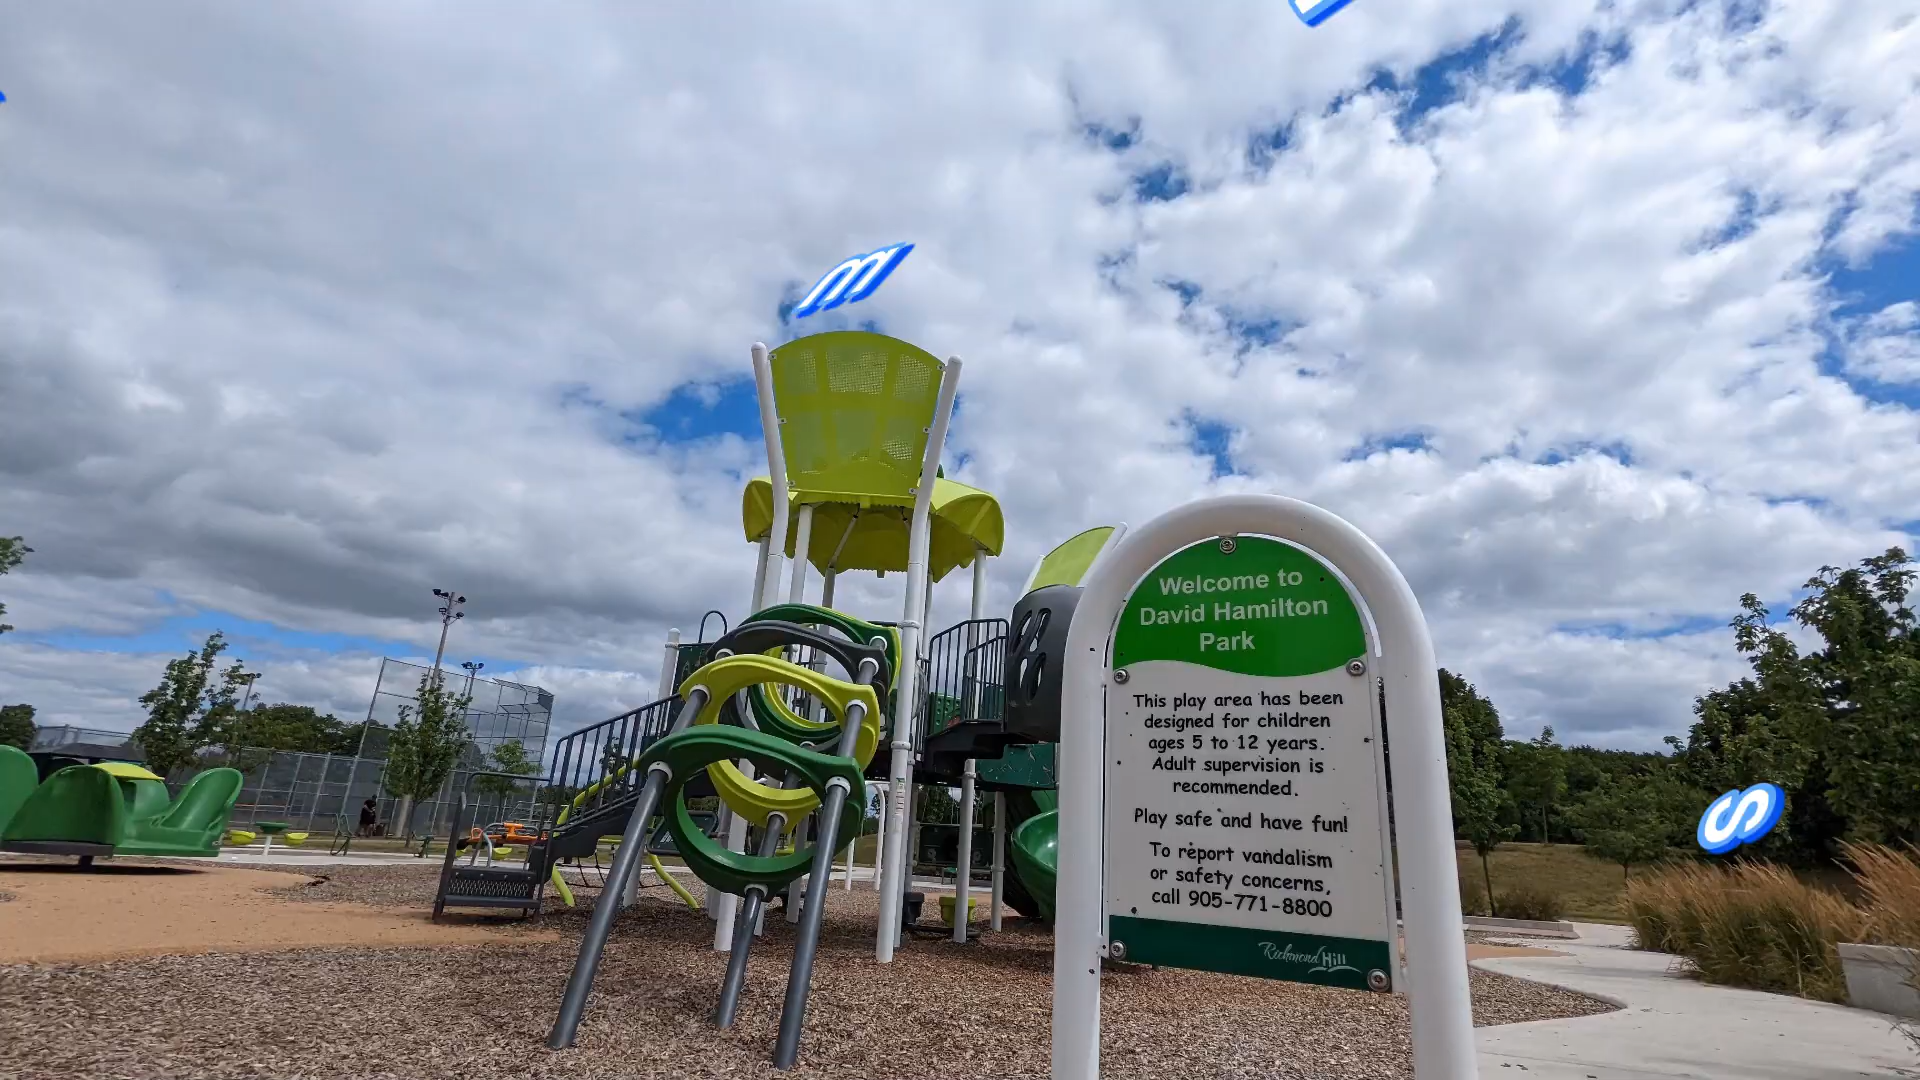 m
Welcome to
David Hamilton
Park
This play area has been
designed for children
ages 5 to 12 years.
Adult supervision is
recommended.
Play safe and have fun!
To report vandalism
or safety concerns,
call 905-771-8800
Richmond Hill
S